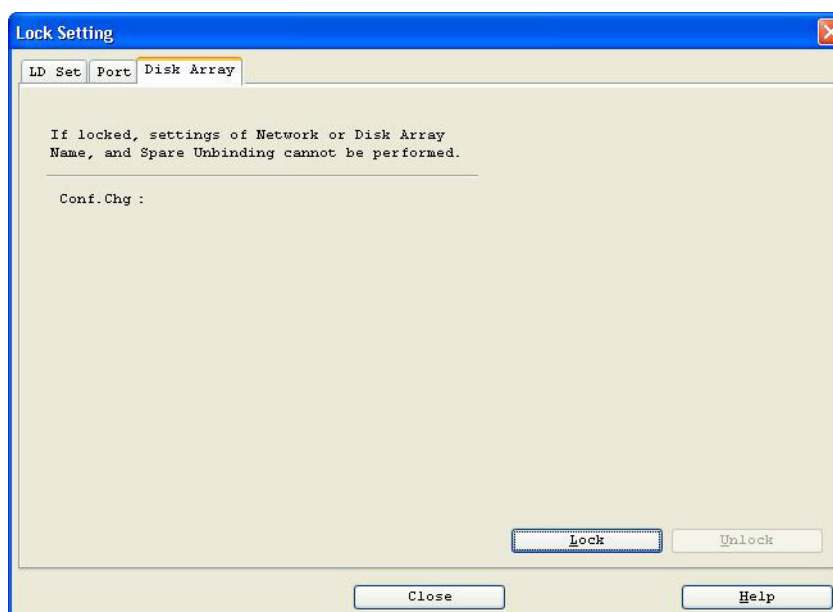 Lock Setting
LD Set Port Disk Array
If locked, settings of Network or Disk Array
Name, and Spare Unbinding cannot be performed.
Conf.Chg :
Lock Unlock
Close Help